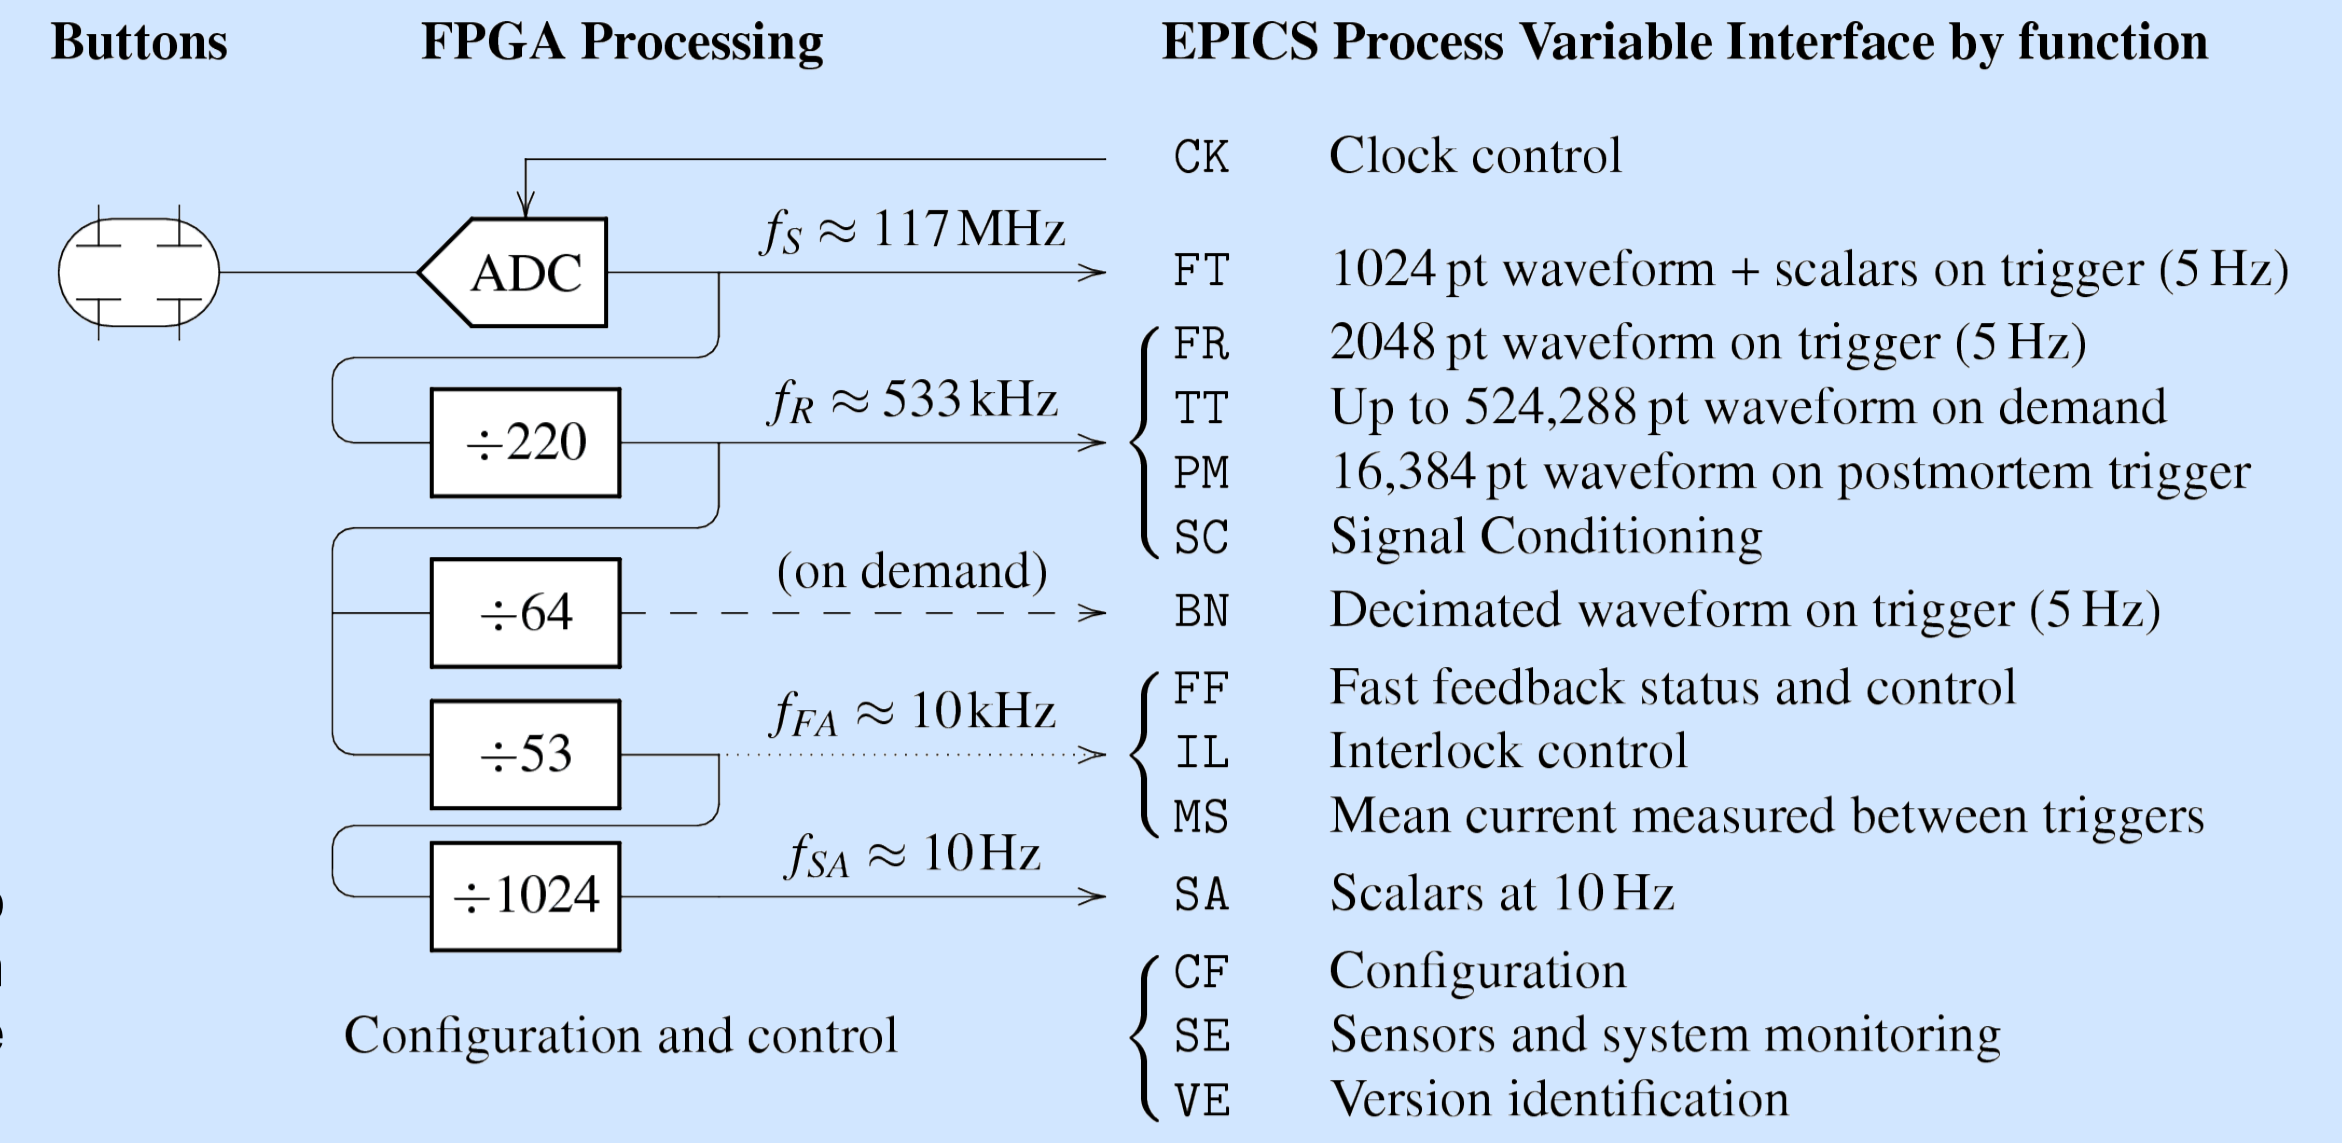 Buttons FPGA Processing EPICS Process Variable Interface by function
CK Clock control
ADC f_S ≈ 117 MHz FT 1024 pt waveform + scalars on trigger (5 Hz)
FR 2048 pt waveform on trigger (5 Hz)
÷220 f_R ≈ 533 kHz TT Up to 524,288 pt waveform on demand
PM 16,384 pt waveform on postmortem trigger
SC Signal Conditioning
÷64 (on demand) BN Decimated waveform on trigger (5 Hz)
FF Fast feedback status and control
÷53 f_FA ≈ 10 kHz IL Interlock control
MS Mean current measured between triggers
÷1024 f_SA ≈ 10 Hz SA Scalars at 10 Hz
CF Configuration
Configuration and control SE Sensors and system monitoring
VE Version identification